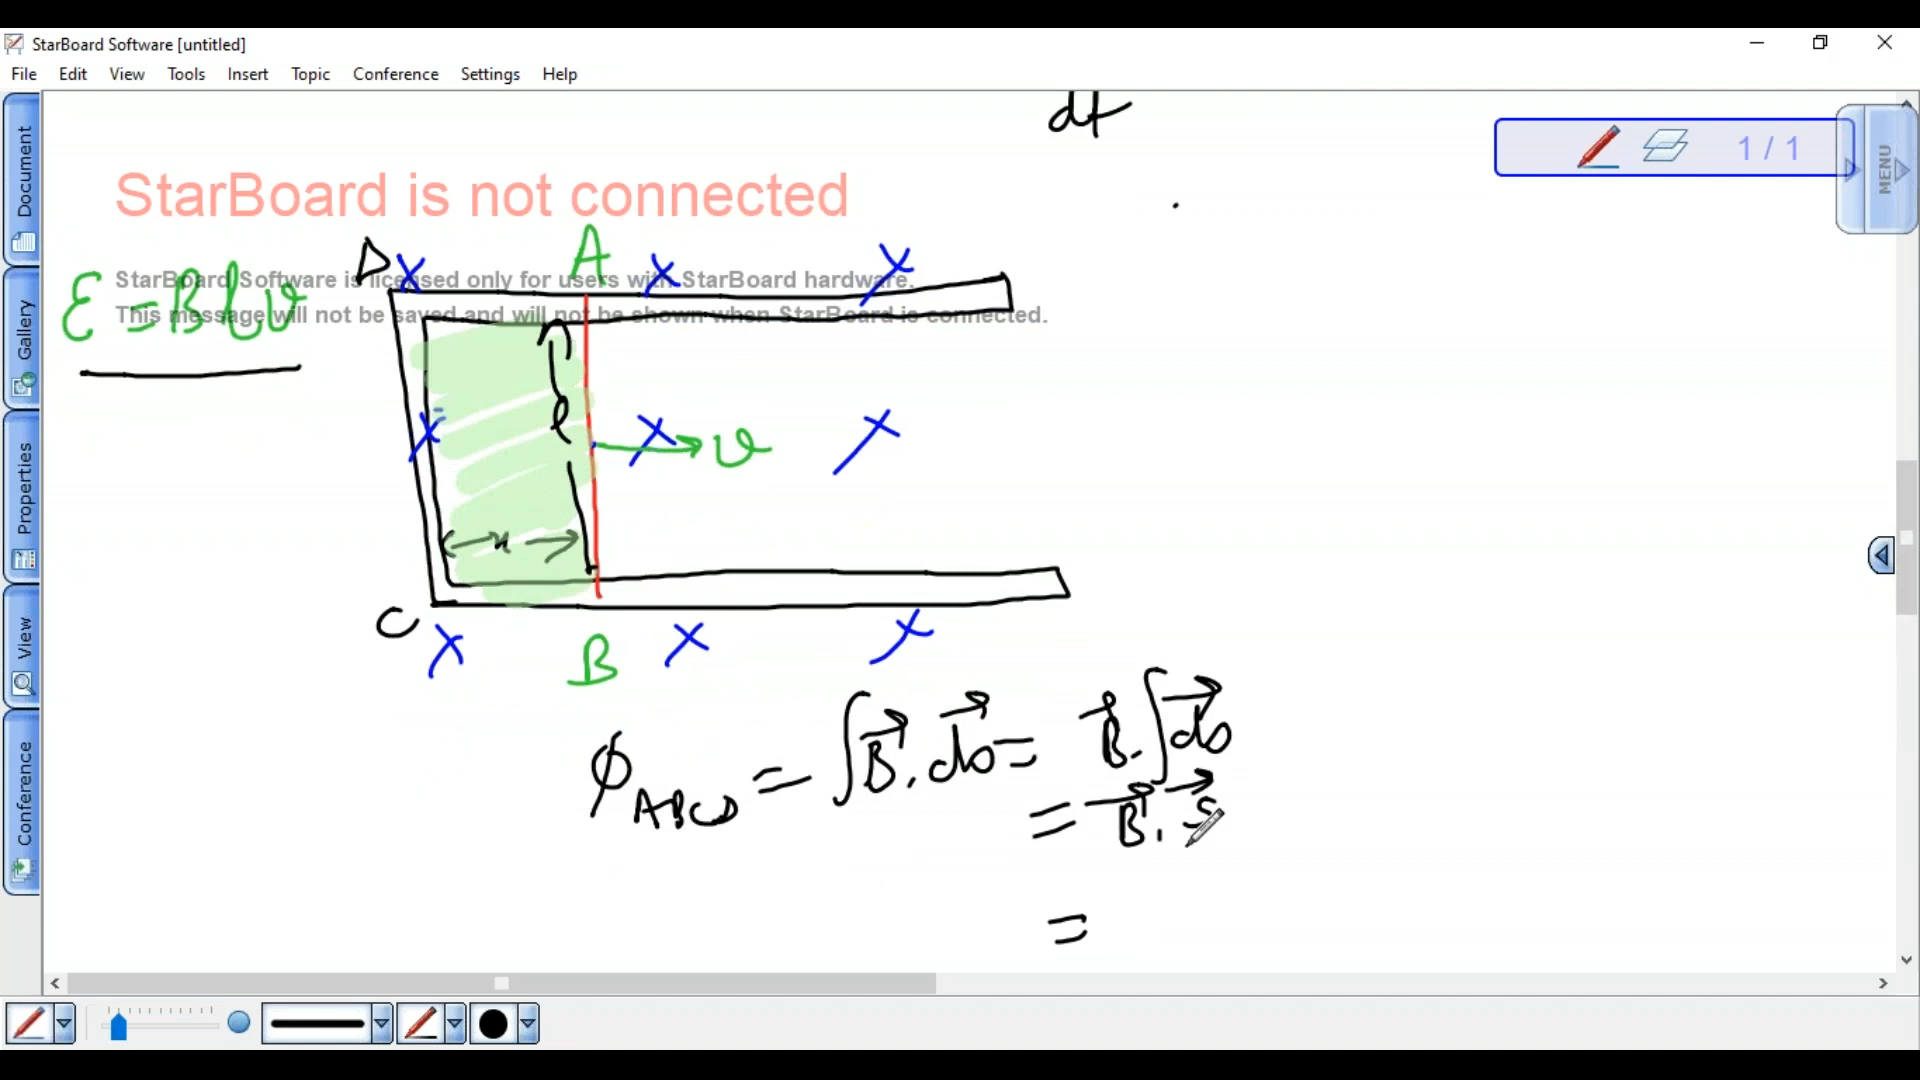 StarBoard Software [untitled]
File Edit View Tools Insert Topic Conference Settings Help
Document
Gallery
Properties
View
Conference
MENU
1 / 1
dt
StarBoard is not connected
StarBoard Software is licensed only for users with StarBoard hardware.
This message will not be saved and will not be shown when StarBoard is connected.
ε = Blv
D X A X X
X l X v X
x
C X B X X
ϕ_ABCD = ∫B⃗ . ds⃗ = B⃗ . ∫ds⃗
= B⃗ . S⃗
=